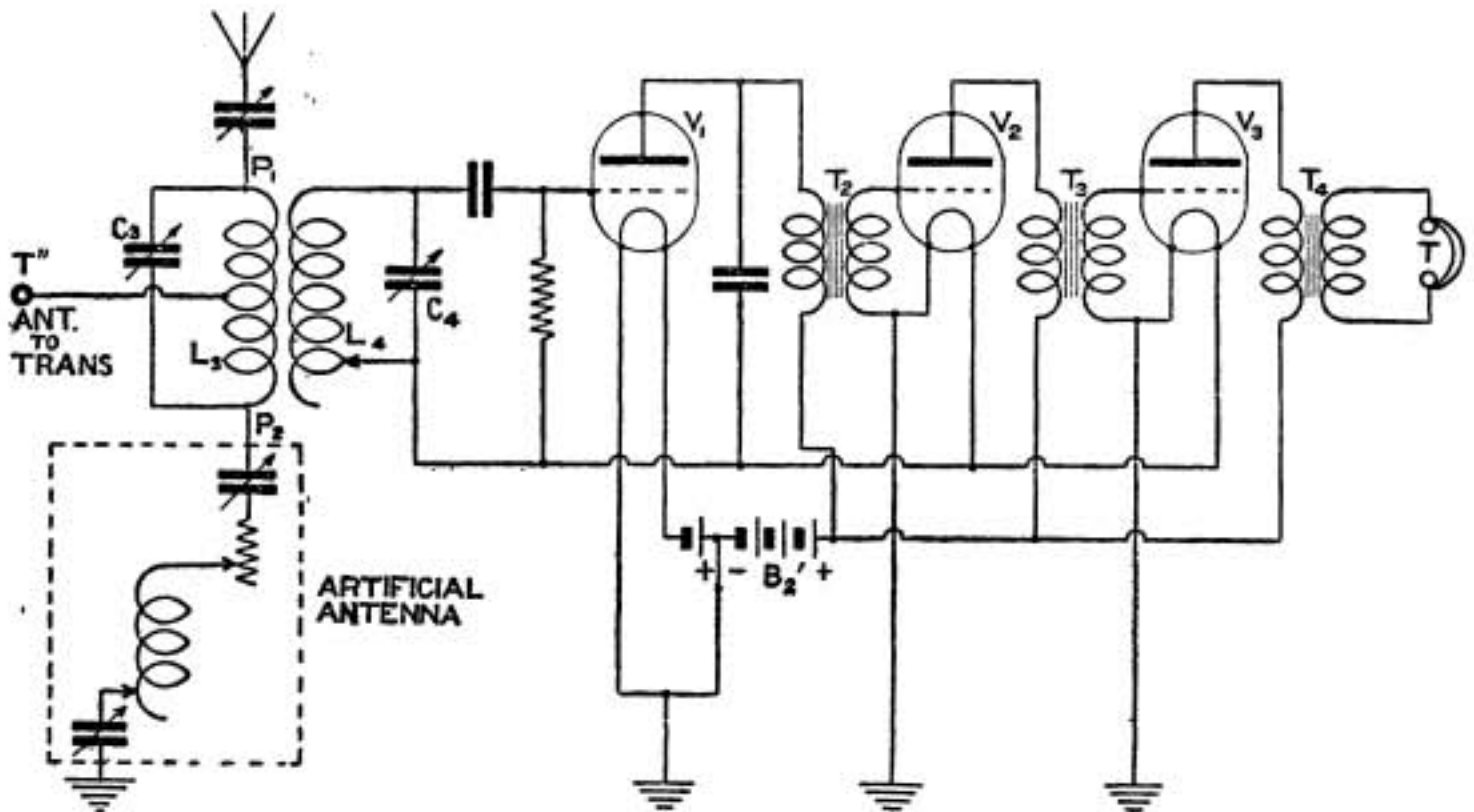 P₁
C₃
T"
ANT.
TO
TRANS
L₃
L₄
C₄
P₂
ARTIFICIAL
ANTENNA
V₁
T₂
V₂
T₃
V₃
T₄
T
+ - B₂' +